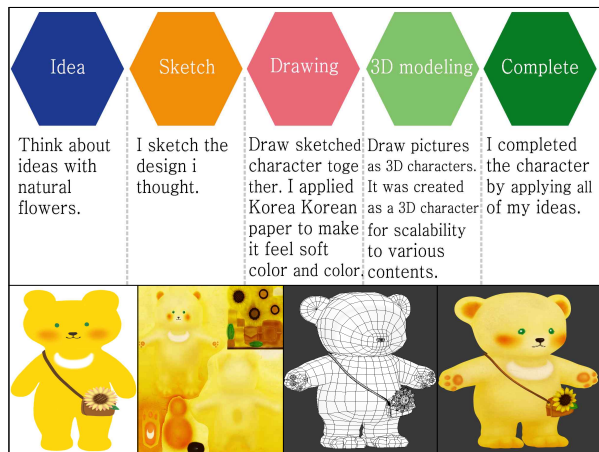 Idea
Sketch
Drawing
3D modeling
Complete
Think about
ideas with
natural
flowers.
I sketch the
design i
thought.
Draw sketched
character toge
ther. I applied
Korea Korean
paper to make
it feel soft
color and color.
Draw pictures
as 3D characters.
It was created
as a 3D character
for scalability
to various
contents.
I completed
the character
by applying all
of my ideas.